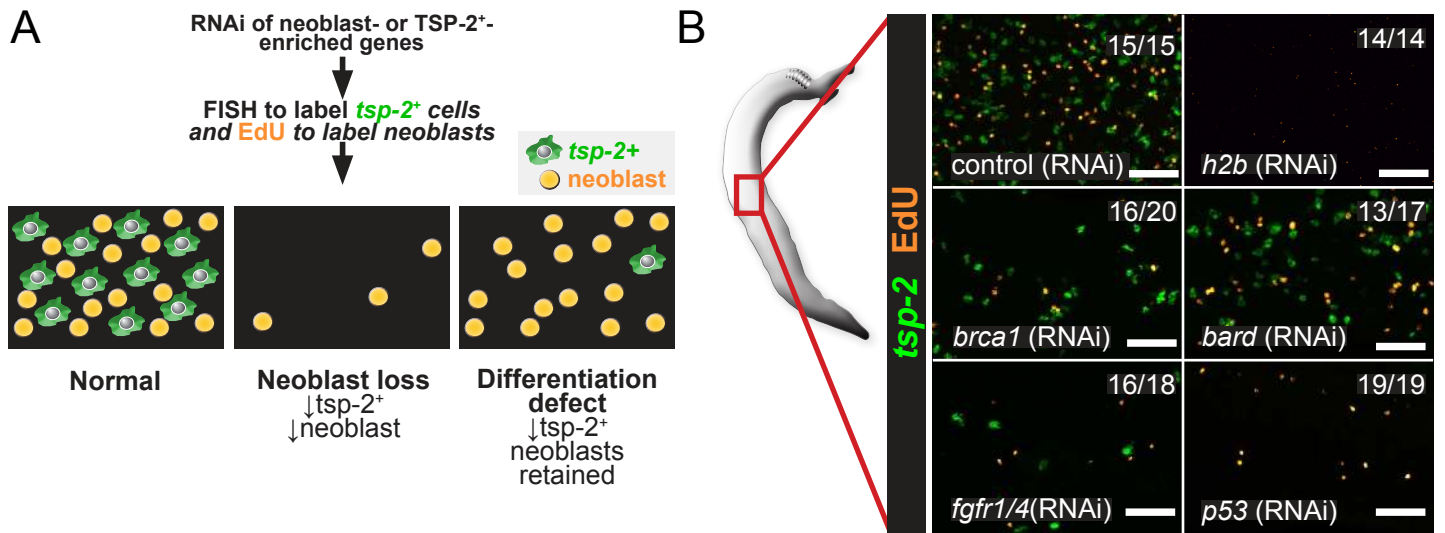 A
RNAi of neoblast- or TSP-2⁺-
enriched genes
FISH to label tsp-2⁺ cells
and EdU to label neoblasts
tsp-2+
neoblast
Normal
Neoblast loss
↓tsp-2⁺
↓neoblast
Differentiation
defect
↓tsp-2⁺
neoblasts
retained
B
tsp-2 EdU
15/15
control (RNAi)
14/14
h2b (RNAi)
16/20
brca1 (RNAi)
13/17
bard (RNAi)
16/18
fgfr1/4(RNAi)
19/19
p53 (RNAi)